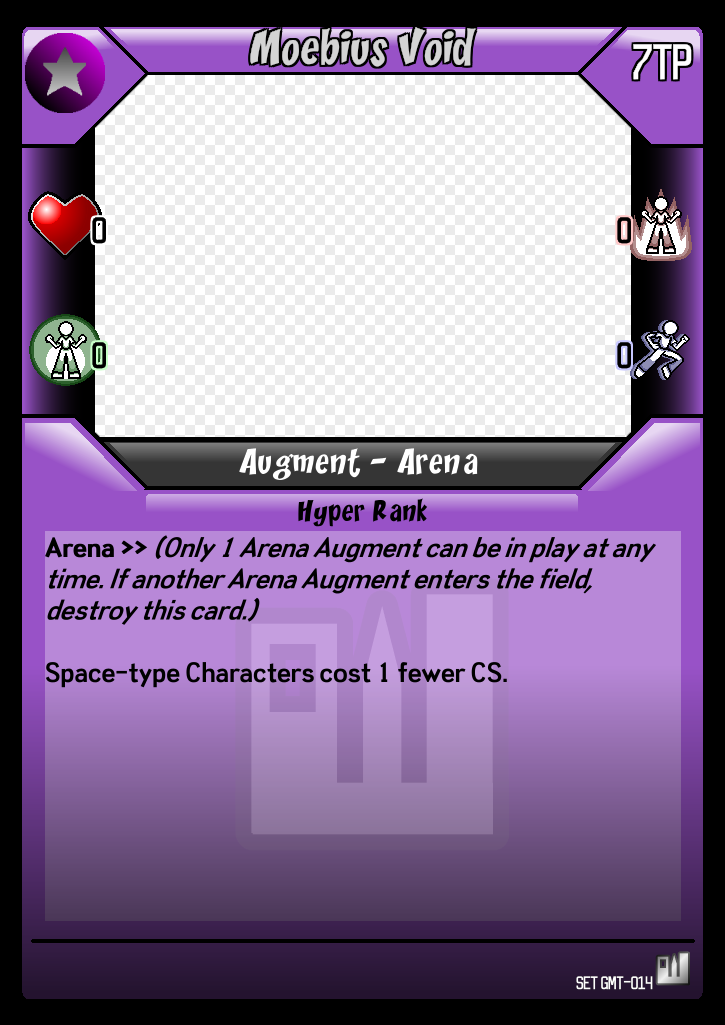 Moebius Void
7TP
0
0
0
0
Augment - Arena
Hyper Rank
Arena >> (Only 1 Arena Augment can be in play at any
time. If another Arena Augment enters the field,
destroy this card.)
Space-type Characters cost 1 fewer CS.
SET GMT-014